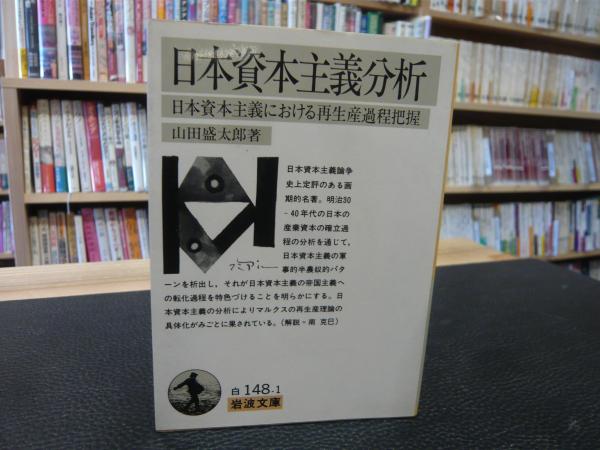 日本資本主義分析
日本資本主義における再生産過程把握
山田盛太郎著
日本資本主義論争
史上定評のある画
期的名著。明治30
-40年代の日本の
産業資本の確立過
程の分析を通じて,
日本資本主義の軍
事的半農奴的パタ
ーンを析出し,それが日本資本主義の帝国主義へ
の転化過程を特色づけることを明らかにする。日
本資本主義の分析によりマルクスの再生産理論の
具体化がみごとに果されている。(解説=南 克巳)
白 148-1
岩波文庫